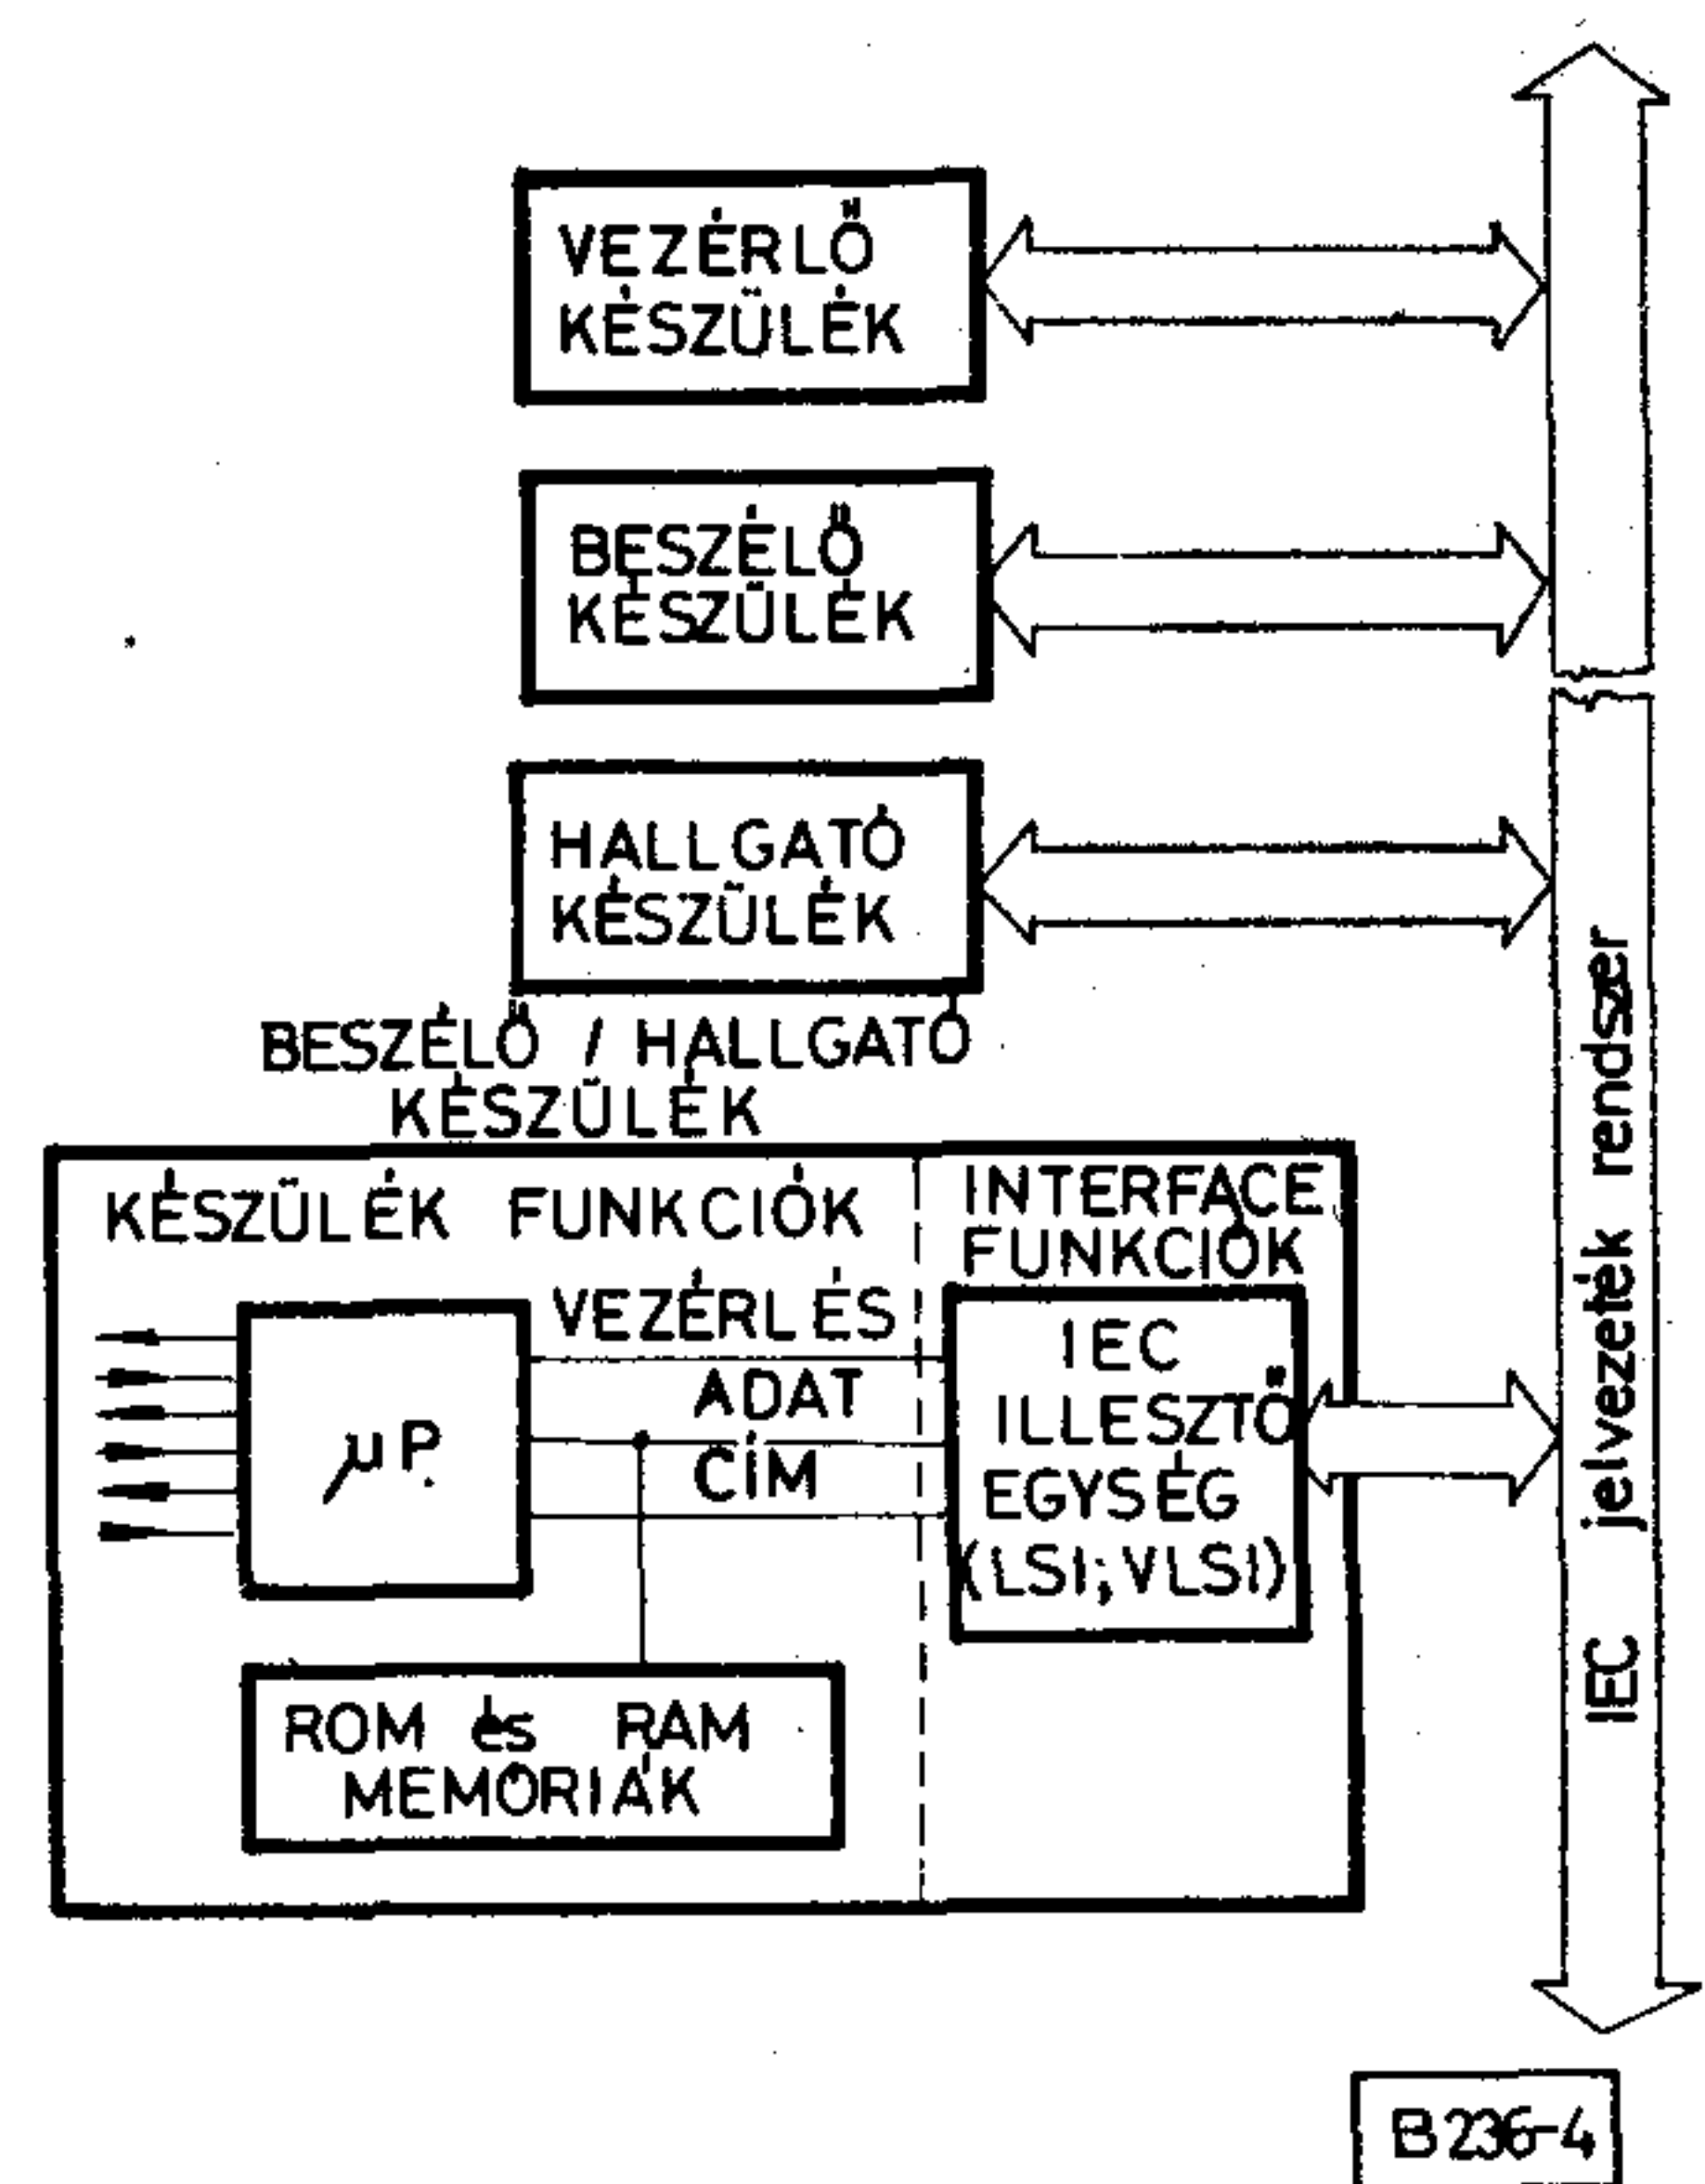 VEZÉRLŐ
KÉSZÜLÉK
BESZÉLŐ
KÉSZÜLÉK
HALLGATÓ
KÉSZÜLÉK
BESZÉLŐ / HALLGATÓ
KÉSZÜLÉK
KÉSZÜLÉK FUNKCIÓK
INTERFACE
FUNKCIÓK
VEZÉRLÉS
ADAT
CÍM
μP.
IEC
ILLESZTŐ
EGYSÉG
(LSI; VLSI)
ROM és RAM
MEMÓRIÁK
IEC jelvezeték rendszer
B236-4